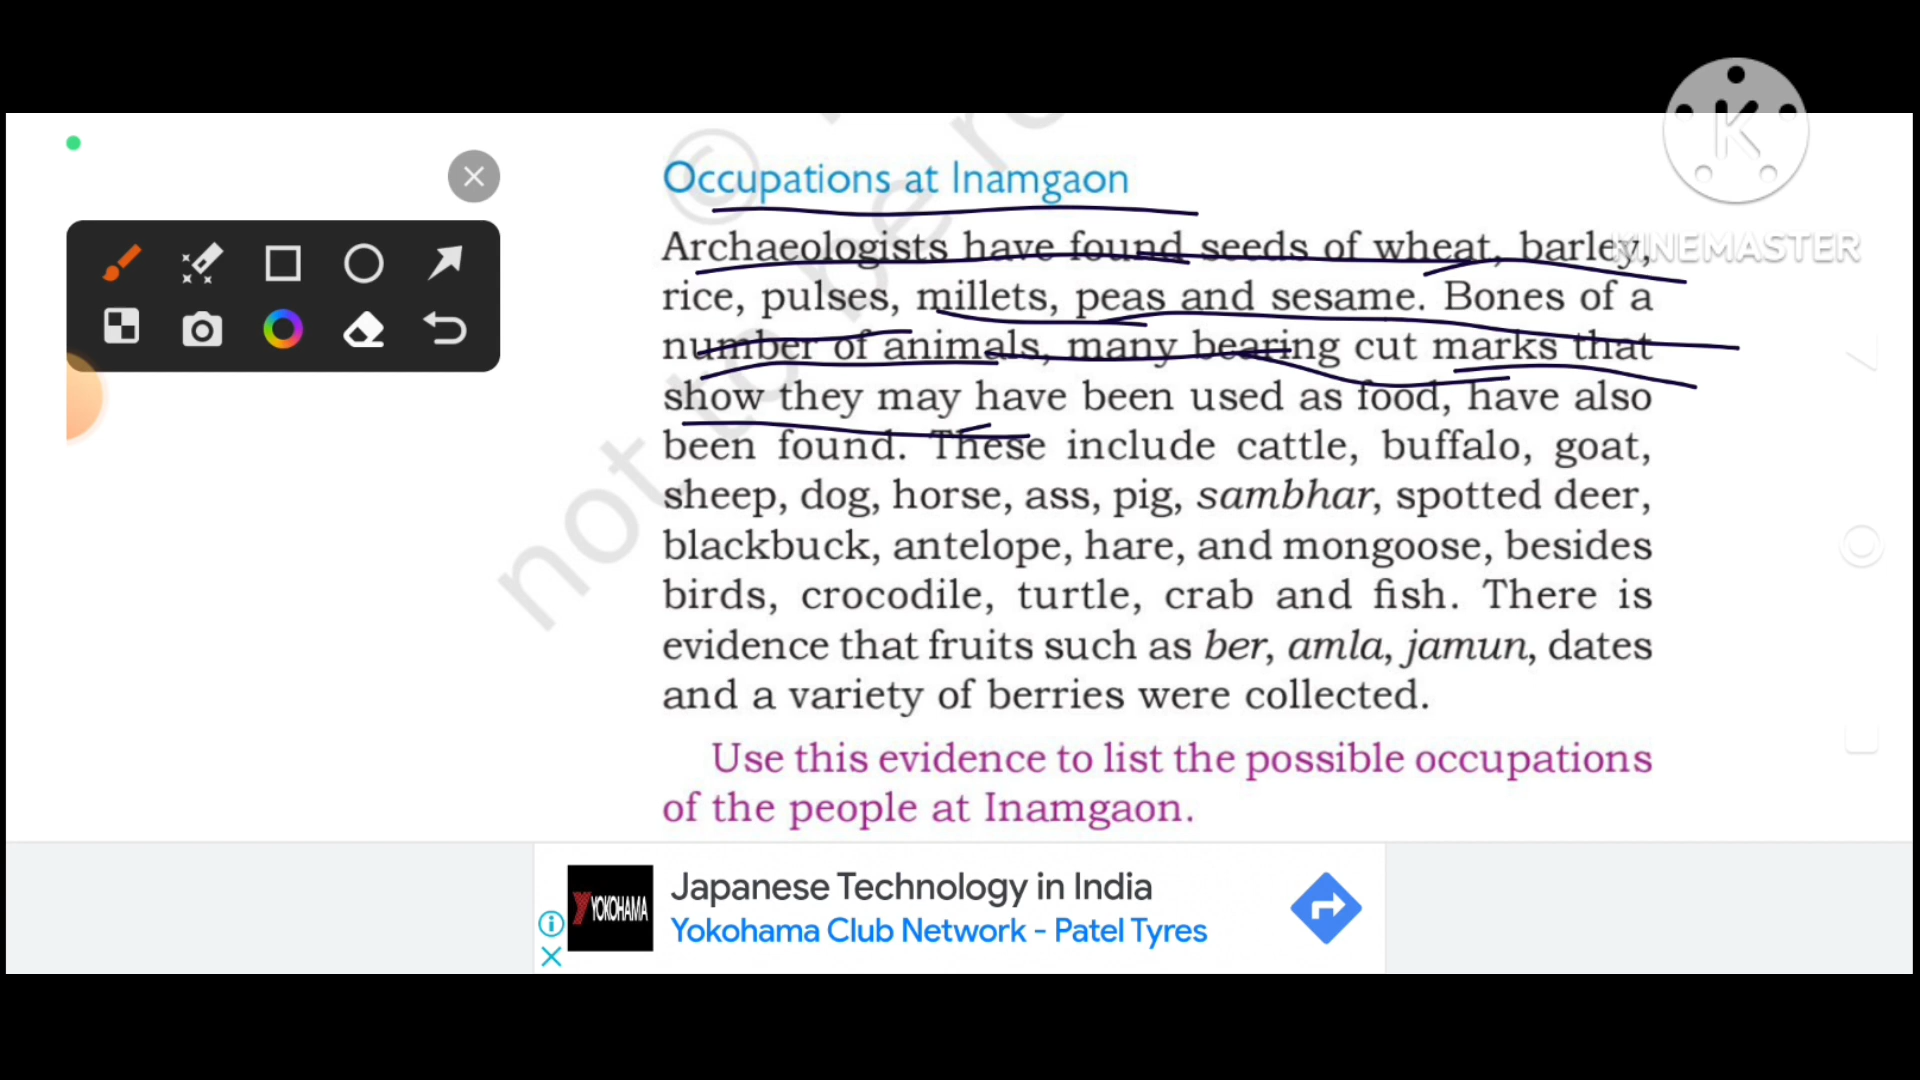 Occupations at Inamgaon
Archaeologists have found seeds of wheat, barley,
KINEMASTER
rice, pulses, millets, peas and sesame. Bones of a
number of animals, many bearing cut marks that
show they may have been used as food, have also
been found. These include cattle, buffalo, goat,
sheep, dog, horse, ass, pig, sambhar, spotted deer,
blackbuck, antelope, hare, and mongoose, besides
birds, crocodile, turtle, crab and fish. There is
evidence that fruits such as ber, amla, jamun, dates
and a variety of berries were collected.
Use this evidence to list the possible occupations
of the people at Inamgaon.
not to be re
©
K
YOKOHAMA
Japanese Technology in India
Yokohama Club Network - Patel Tyres